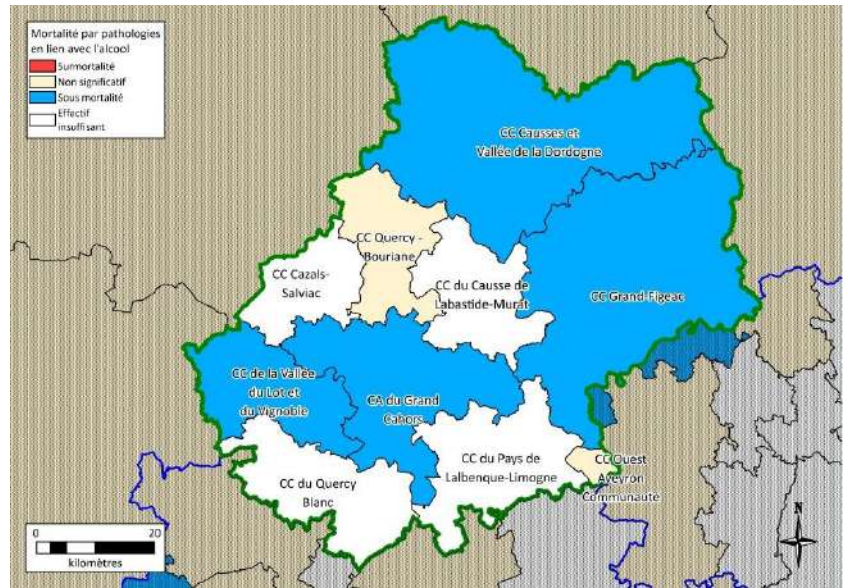 Mortalité par pathologies
en lien avec l'alcool
Surmortalité
Non significatif
Sous mortalité
Effectif
insuffisant
CC Causses et
Vallée de la Dordogne
CC Quercy -
Bouriane
CC Cazals-
Salviac
CC du Causse de
Labastide-Murat
CC Grand-Figeac
CC de la Vallée
du Lot et
du Vignoble
CA du Grand
Cahors
CC du Pays de
Lalbenque-Limogne
CC Ouest
Aveyron
Communauté
CC du Quercy
Blanc
N
0 20
kilomètres